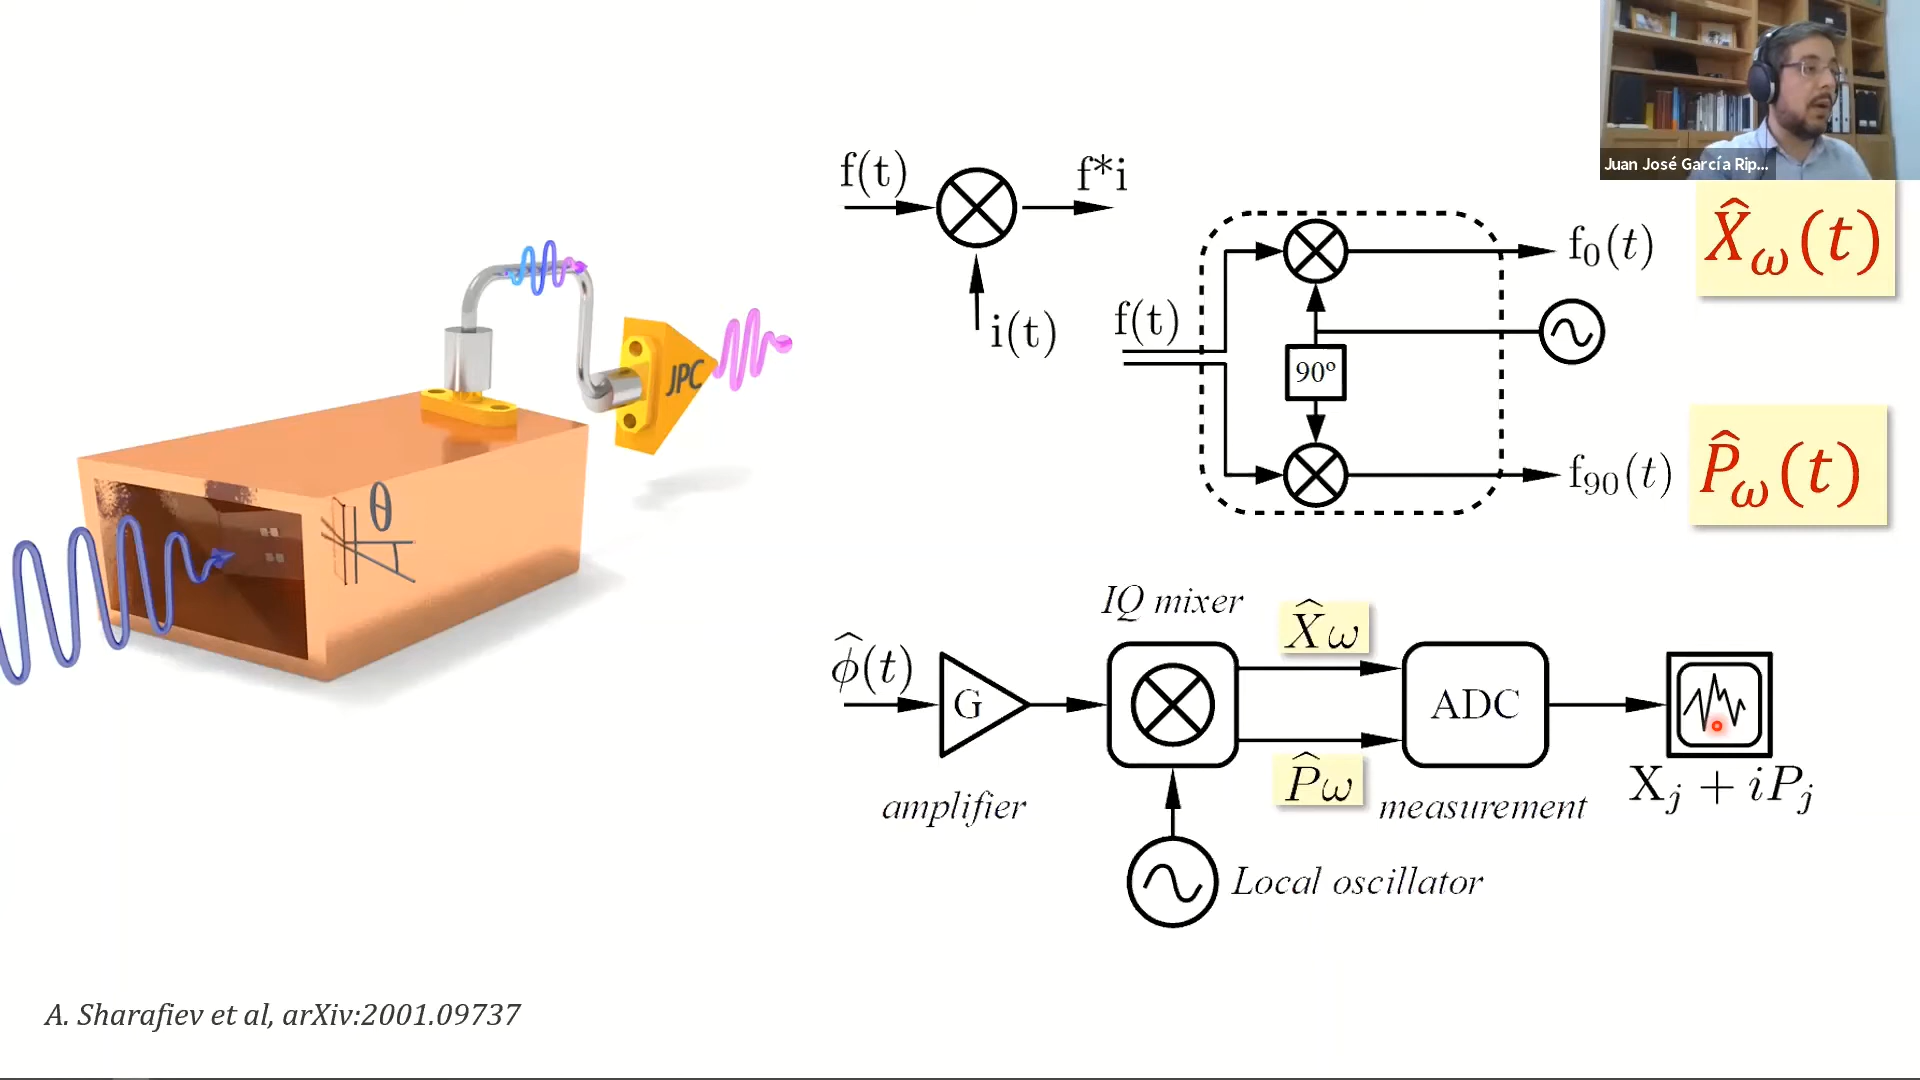 Juan José García Rip...
f(t)
f*i
i(t)
f(t)
90º
f₀(t)
X̂ω(t)
f₉₀(t)
P̂ω(t)
JPC
θ
IQ mixer
X̂ω
ϕ̂(t)
G
ADC
P̂ω
amplifier
measurement
Xⱼ + iPⱼ
Local oscillator
A. Sharafiev et al, arXiv:2001.09737